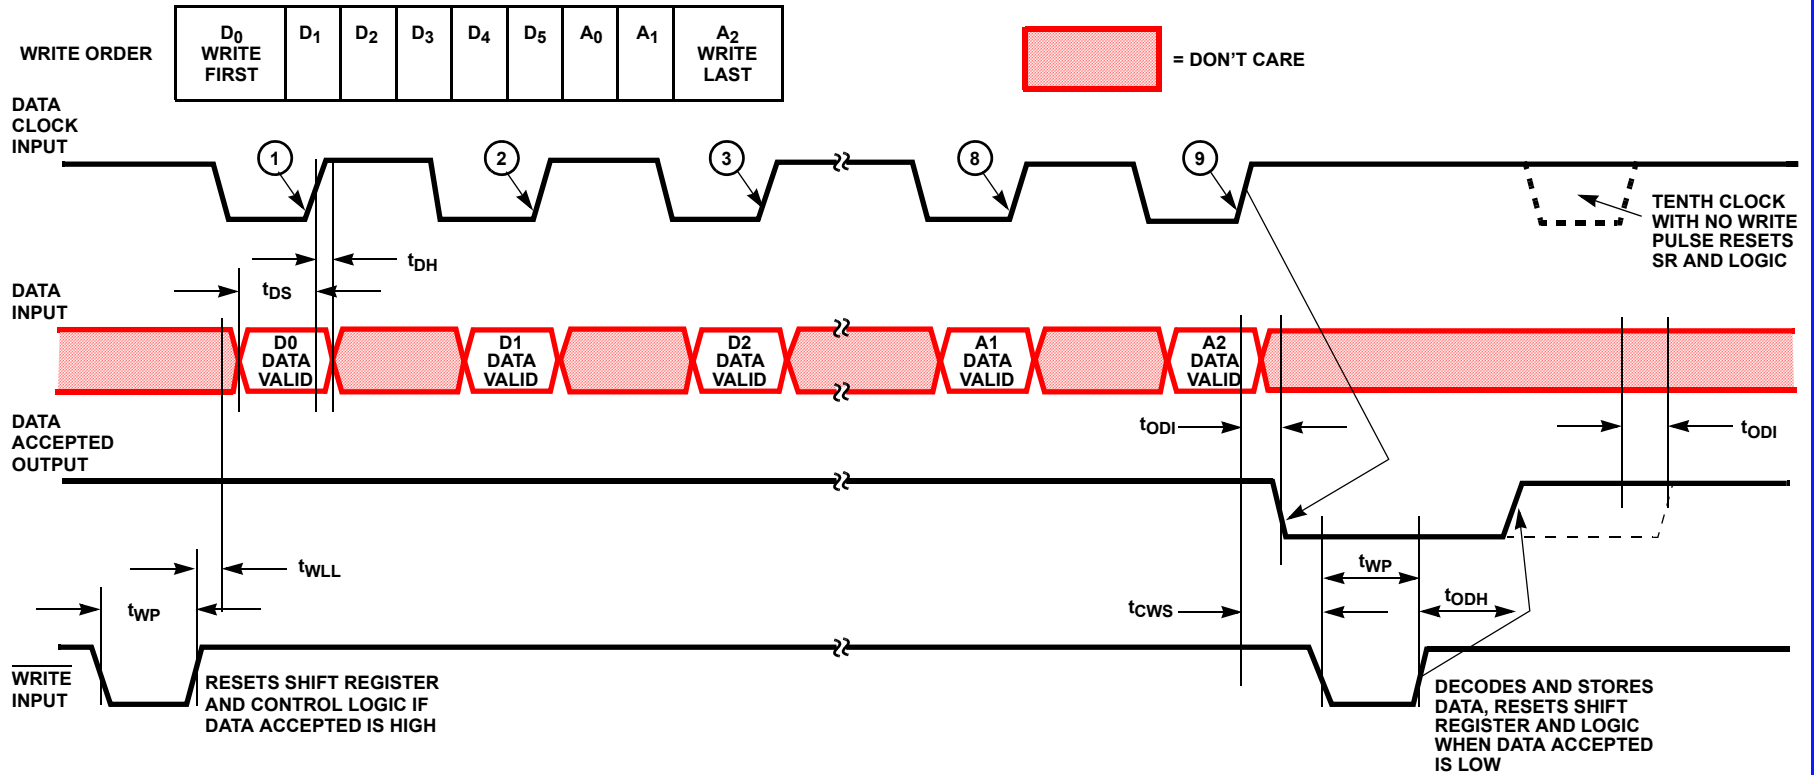 WRITE ORDER
D0 WRITE FIRST
D1
D2
D3
D4
D5
A0
A1
A2 WRITE LAST
= DON'T CARE
DATA
CLOCK
INPUT
1
2
3
8
9
TENTH CLOCK
WITH NO WRITE
PULSE RESETS
SR AND LOGIC
tDH
tDS
DATA
INPUT
D0
DATA
VALID
D1
DATA
VALID
D2
DATA
VALID
A1
DATA
VALID
A2
DATA
VALID
DATA
ACCEPTED
OUTPUT
tODI
tODI
tWLL
tWP
tWP
tCWS
tODH
WRITE
INPUT
RESETS SHIFT REGISTER
AND CONTROL LOGIC IF
DATA ACCEPTED IS HIGH
DECODES AND STORES
DATA, RESETS SHIFT
REGISTER AND LOGIC
WHEN DATA ACCEPTED
IS LOW